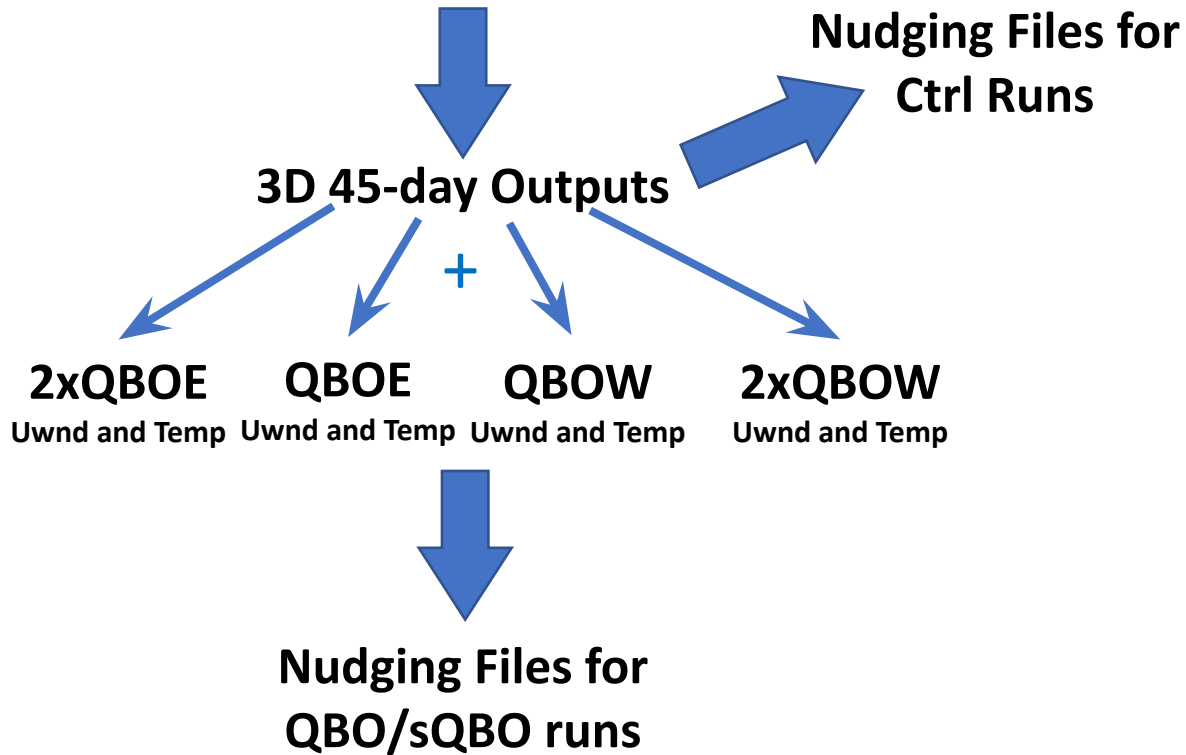 Nudging Files for
Ctrl Runs
3D 45-day Outputs
+
2xQBOE QBOE QBOW 2xQBOW
Uwnd and Temp Uwnd and Temp Uwnd and Temp Uwnd and Temp
Nudging Files for
QBO/sQBO runs